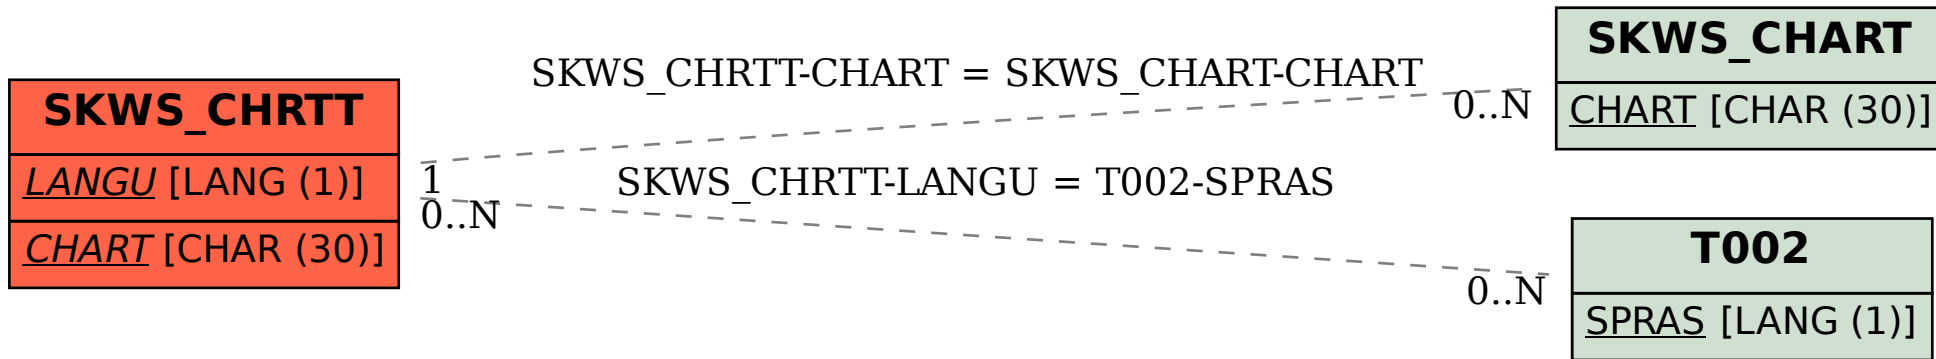 SKWS_CHRTT
LANGU [LANG (1)]
CHART [CHAR (30)]
SKWS_CHRTT-CHART = SKWS_CHART-CHART
1
0..N
SKWS_CHRTT-LANGU = T002-SPRAS
0..N
0..N
SKWS_CHART
CHART [CHAR (30)]
T002
SPRAS [LANG (1)]